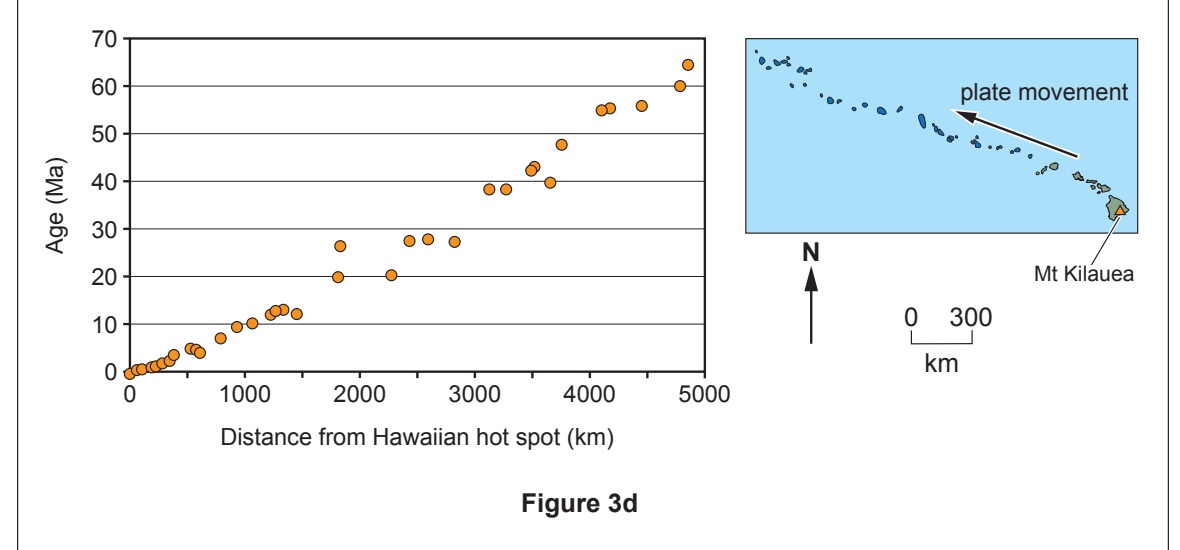 70
60
50
40
30
20
10
0
Age (Ma)
0 1000 2000 3000 4000 5000
Distance from Hawaiian hot spot (km)
plate movement
Mt Kilauea
N
0 300
km
Figure 3d